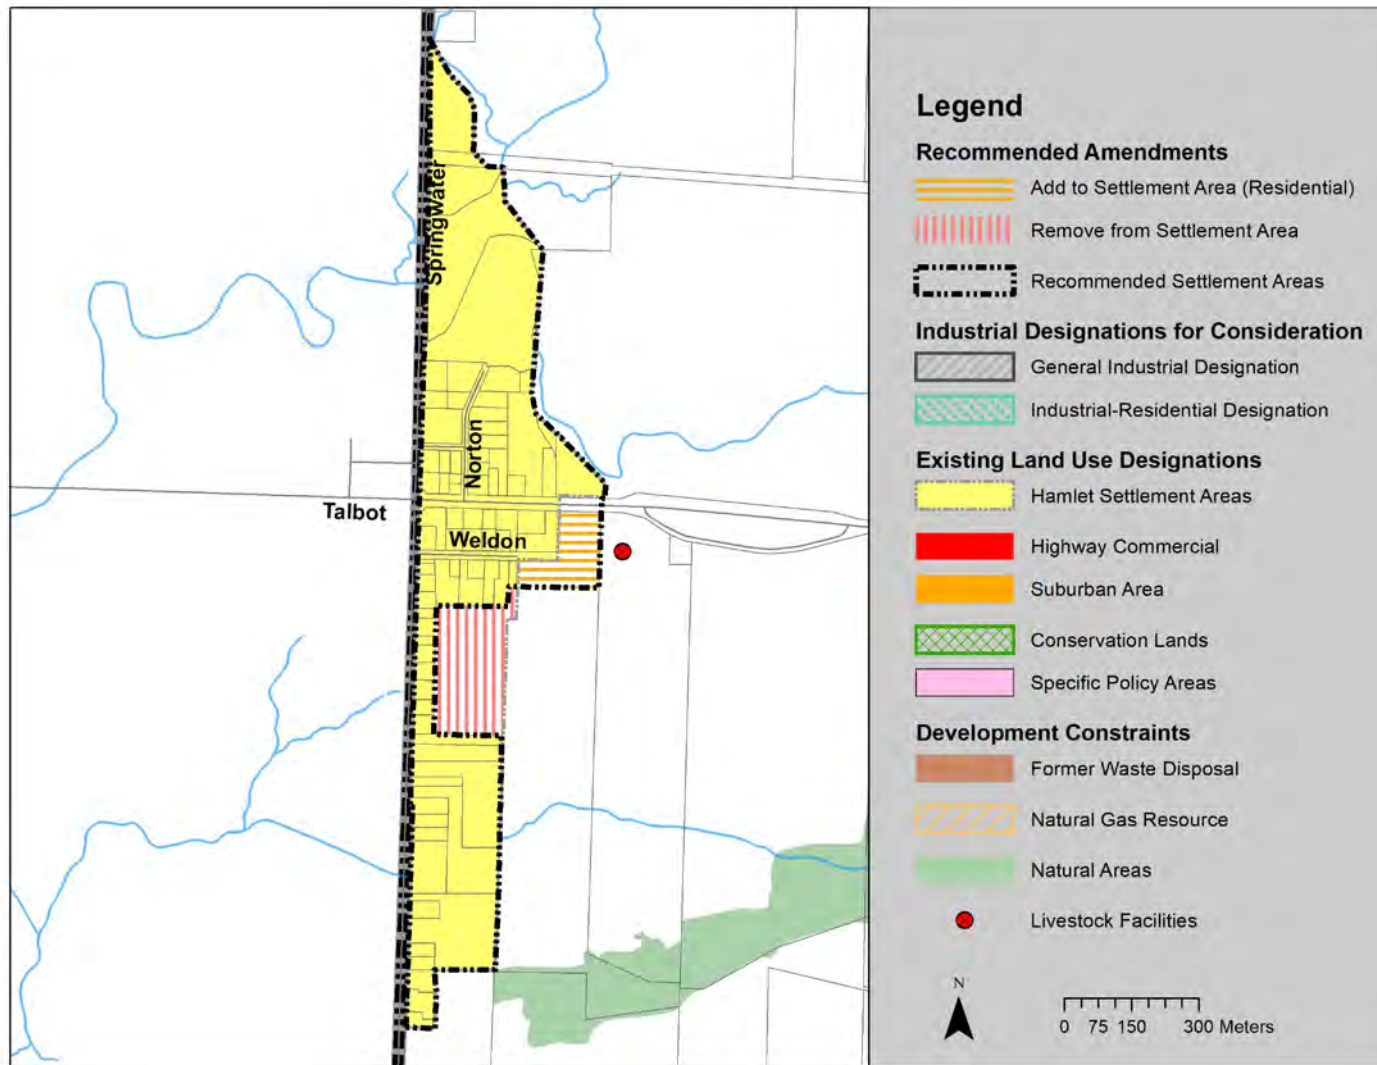 Springwater
Norton
Talbot
Weldon
Legend
Recommended Amendments
Add to Settlement Area (Residential)
Remove from Settlement Area
Recommended Settlement Areas
Industrial Designations for Consideration
General Industrial Designation
Industrial-Residential Designation
Existing Land Use Designations
Hamlet Settlement Areas
Highway Commercial
Suburban Area
Conservation Lands
Specific Policy Areas
Development Constraints
Former Waste Disposal
Natural Gas Resource
Natural Areas
Livestock Facilities
N
0 75 150 300 Meters